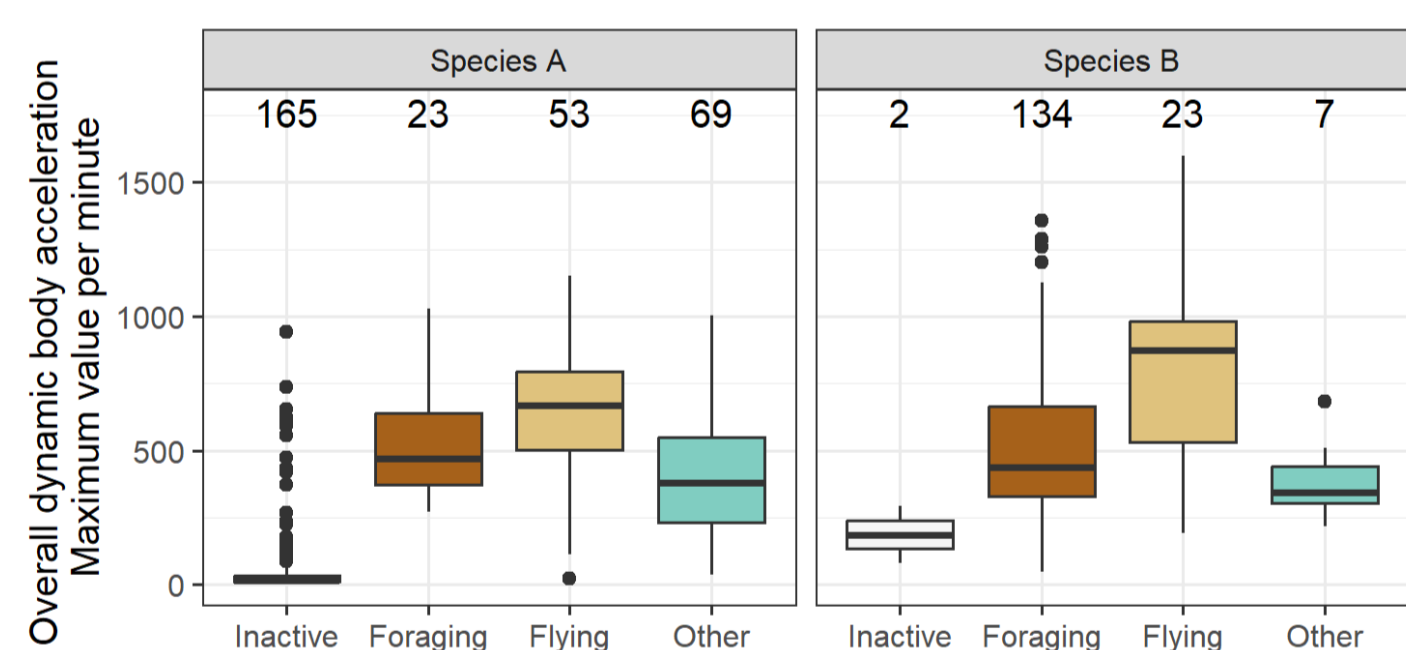 Overall dynamic body acceleration
Maximum value per minute
Species A
Species B
165 23 53 69
2 134 23 7
1500
1000
500
0
Inactive Foraging Flying Other
Inactive Foraging Flying Other